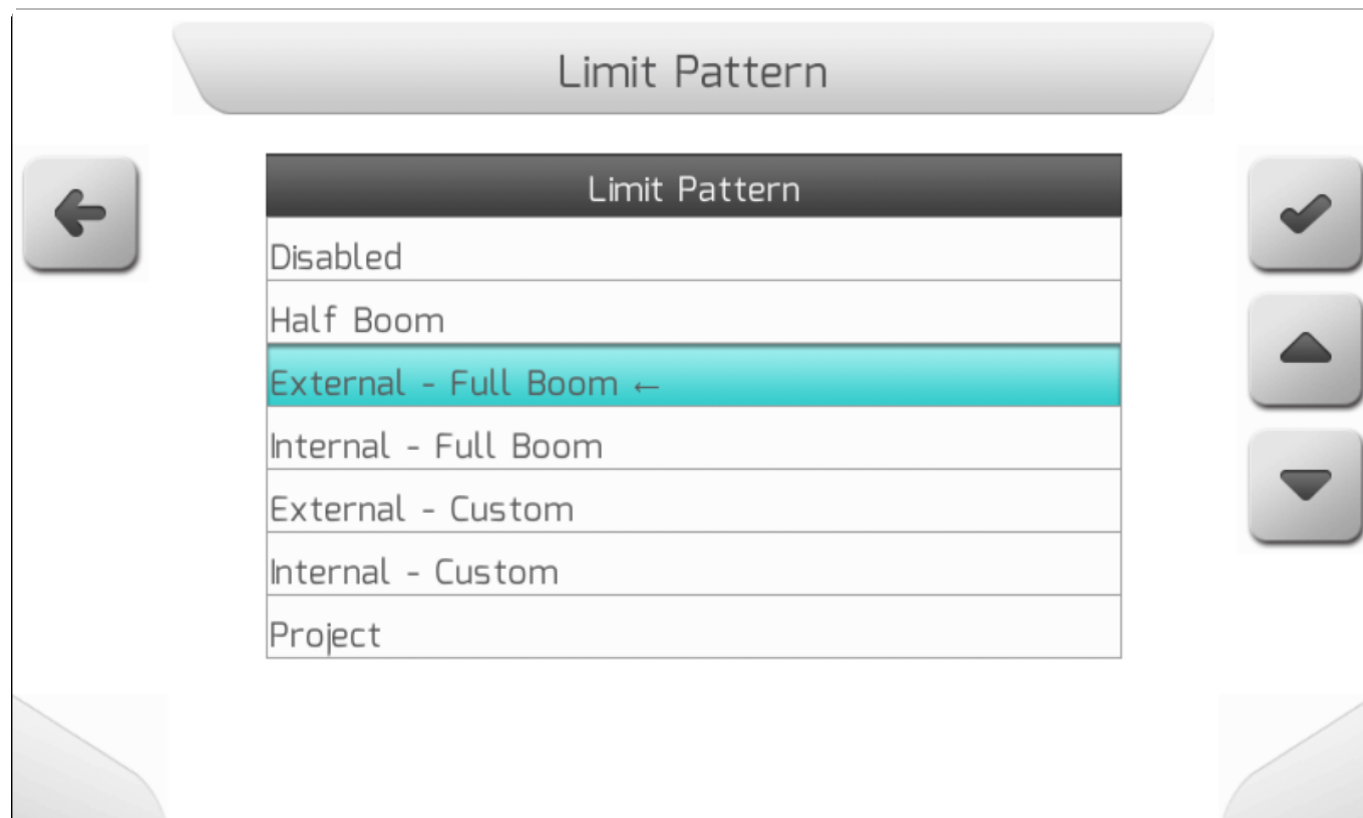 Limit Pattern
Limit Pattern
Disabled
Half Boom
External - Full Boom ←
Internal - Full Boom
External - Custom
Internal - Custom
Project